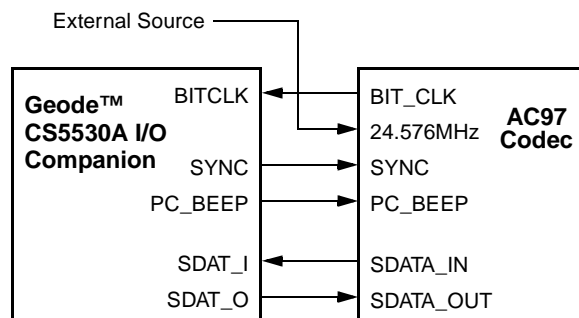 External Source
Geode™
CS5530A I/O
Companion
BITCLK
SYNC
PC_BEEP
SDAT_I
SDAT_O
BIT_CLK
24.576MHz
SYNC
PC_BEEP
SDATA_IN
SDATA_OUT
AC97
Codec